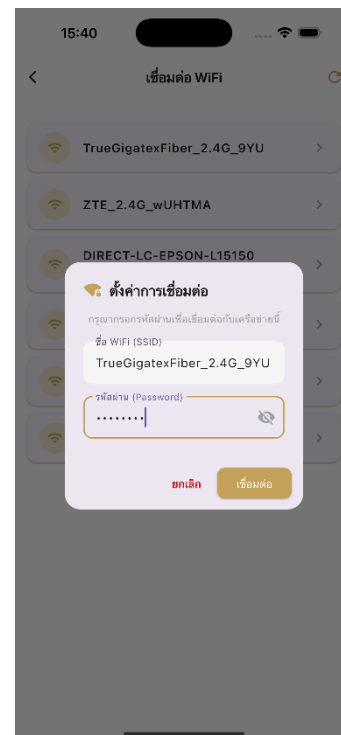 15:40
เชื่อมต่อ WiFi
TrueGigatexFiber_2.4G_9YU
ZTE_2.4G_wUHTMA
DIRECT-LC-EPSON-L15150
ตั้งค่าการเชื่อมต่อ
กรุณากรอกรหัสผ่านเพื่อเชื่อมต่อกับเครือข่ายนี้
ชื่อ WiFi (SSID)
TrueGigatexFiber_2.4G_9YU
รหัสผ่าน (Password)
••••••••
ยกเลิก
เชื่อมต่อ